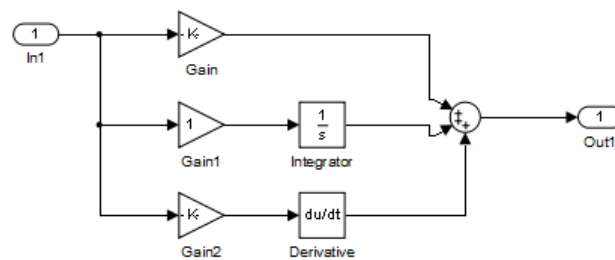 1
In1
-K-
Gain
1
Gain1
1
s
Integrator
+
+
+
1
Out1
-K-
Gain2
du/dt
Derivative